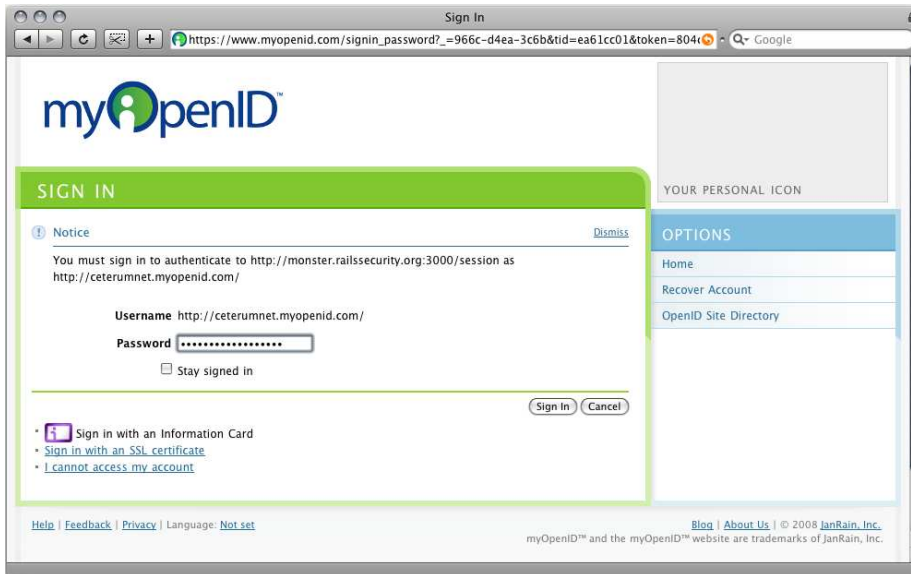 Sign In
https://www.myopenid.com/signin_password?_=966c-d4ea-3c6b&tid=ea61cc01&token=804
Google
myOpenID™
YOUR PERSONAL ICON
SIGN IN
Notice
Dismiss
You must sign in to authenticate to http://monster.railssecurity.org:3000/session as
http://ceterumnet.myopenid.com/
Username http://ceterumnet.myopenid.com/
Password ••••••••••••••••••
Stay signed in
Sign In Cancel
Sign in with an Information Card
Sign in with an SSL certificate
I cannot access my account
OPTIONS
Home
Recover Account
OpenID Site Directory
Help | Feedback | Privacy | Language: Not set
Blog | About Us | © 2008 JanRain, Inc.
myOpenID™ and the myOpenID™ website are trademarks of JanRain, Inc.